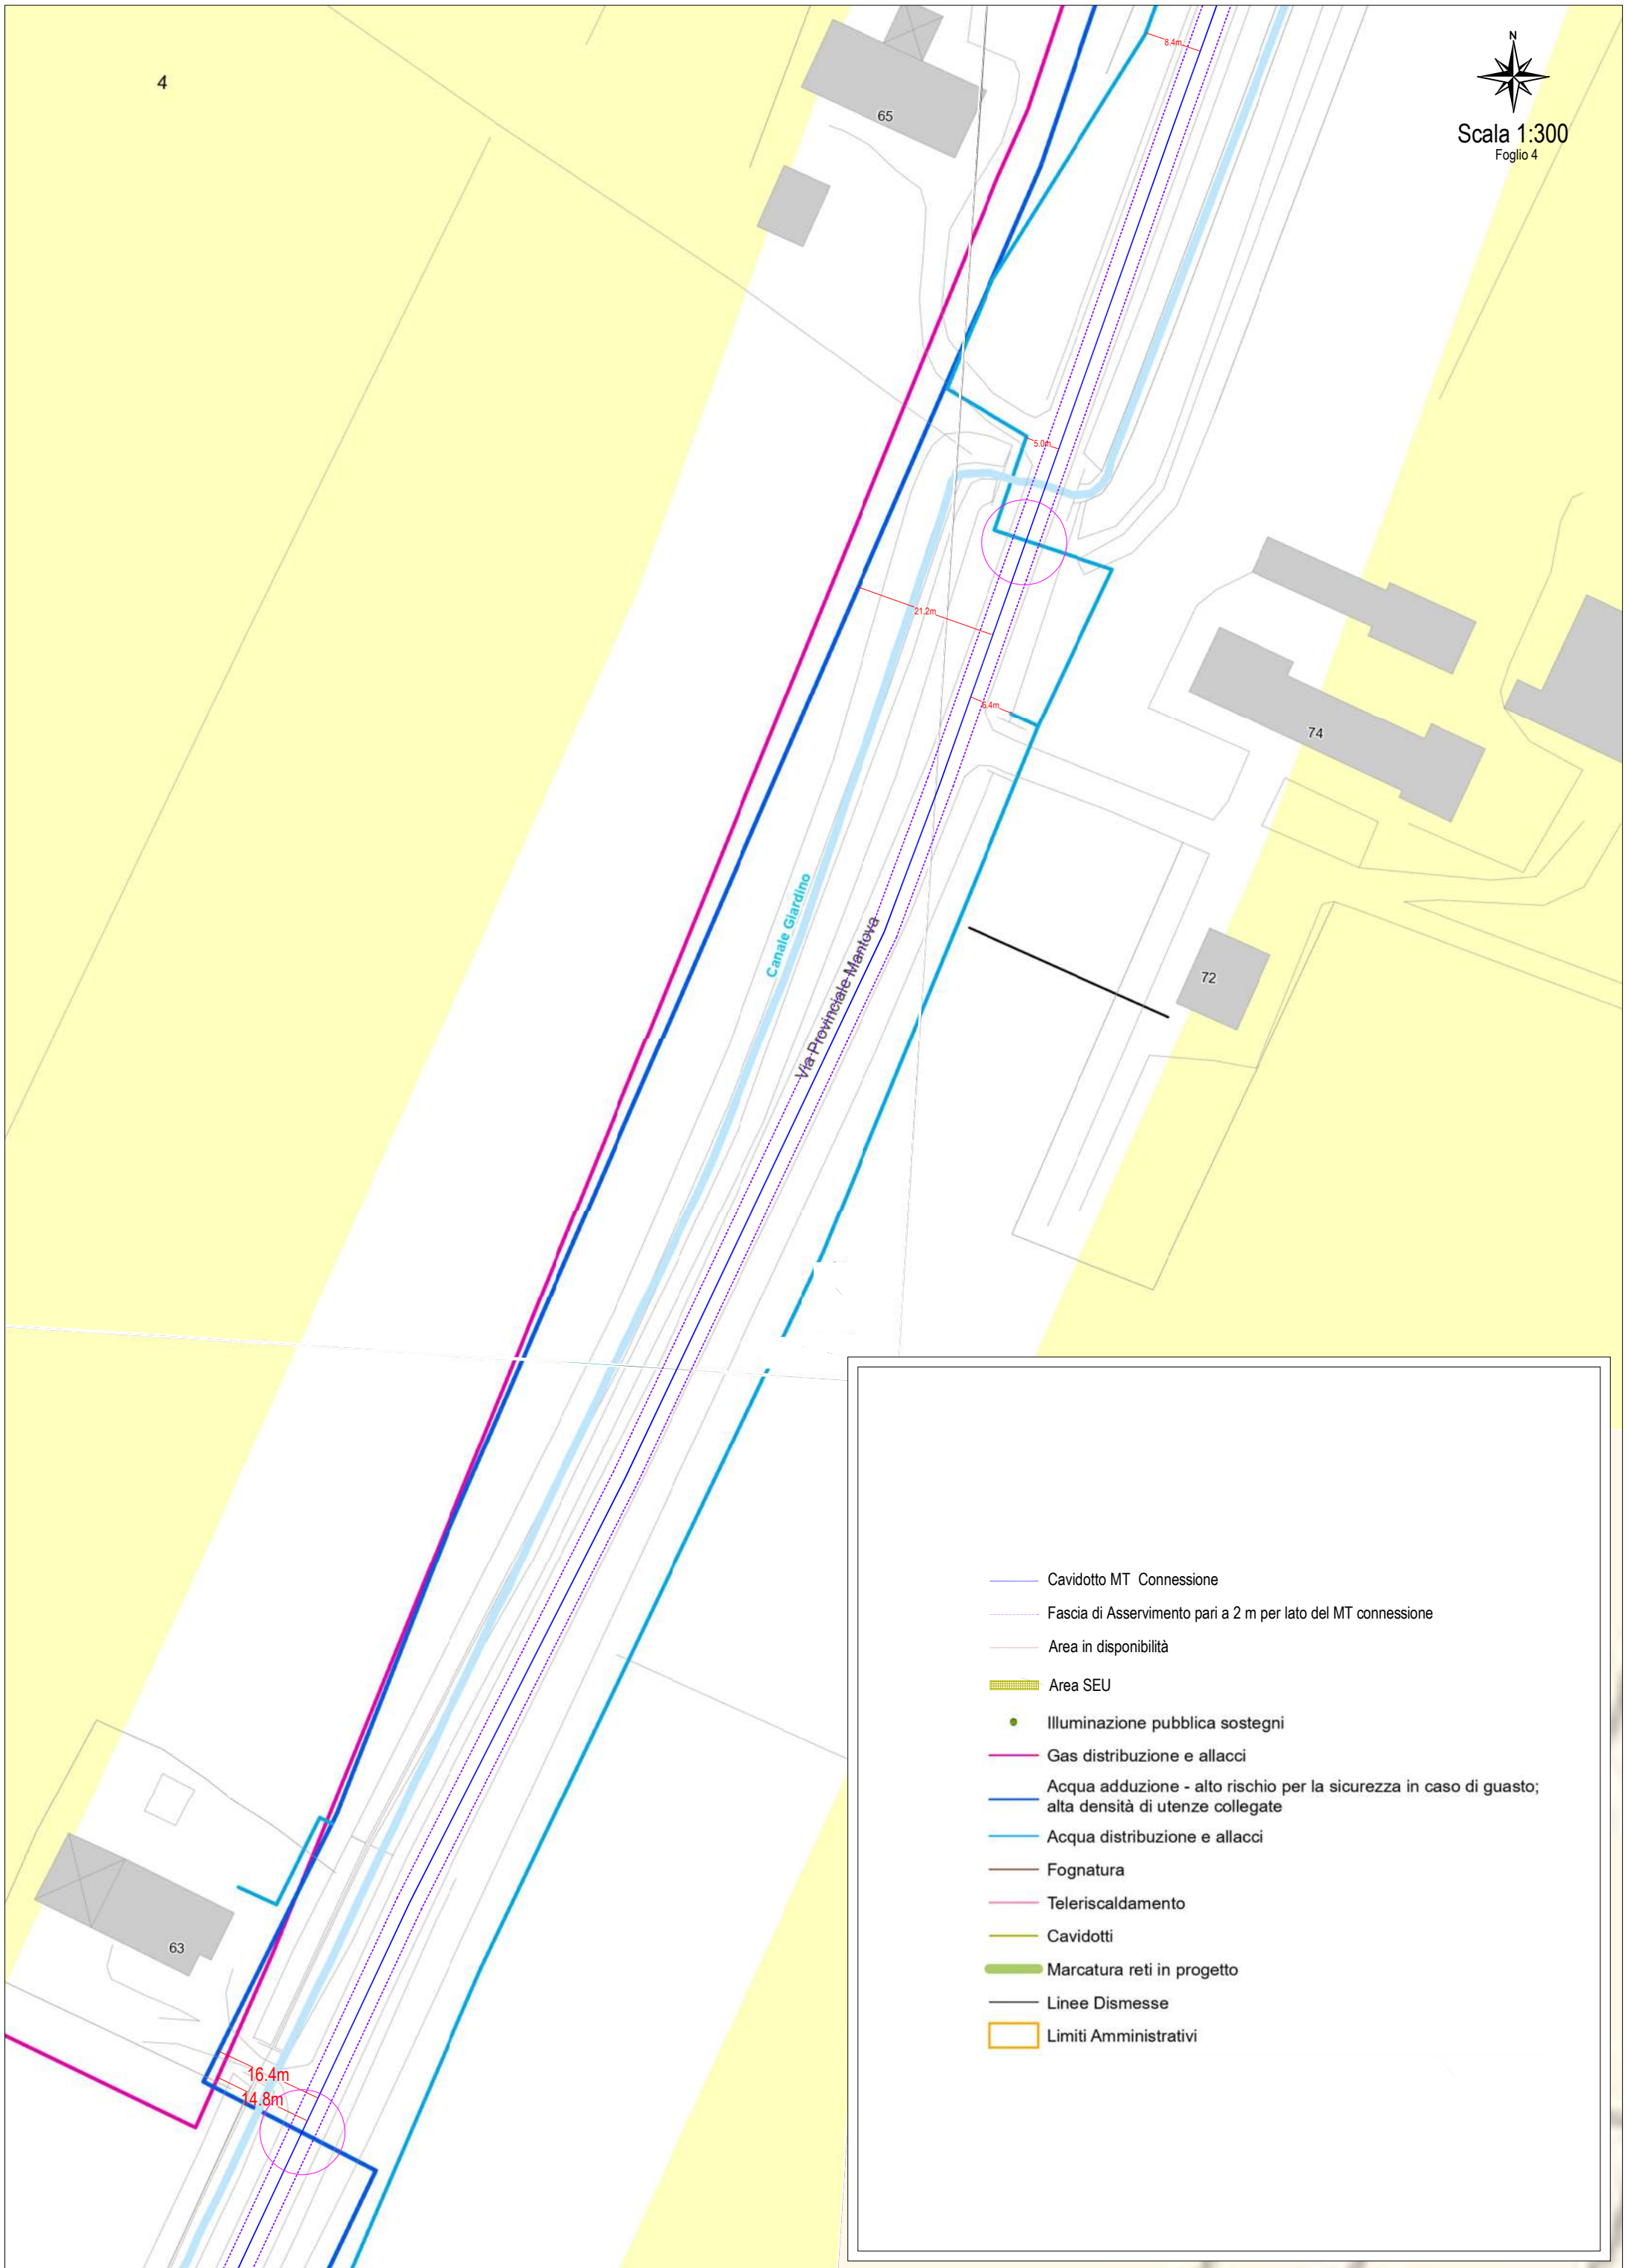 4
N
Scala 1:300
Foglio 4
8.4m
65
5.0m
21.2m
6.4m
74
Canale Giardino
Via Provinciale Mantova
72
Cavidotto MT Connessione
Fascia di Asservimento pari a 2 m per lato del MT connessione
Area in disponibilità
Area SEU
Illuminazione pubblica sostegni
Gas distribuzione e allacci
Acqua adduzione - alto rischio per la sicurezza in caso di guasto;
alta densità di utenze collegate
Acqua distribuzione e allacci
Fognatura
Teleriscaldamento
Cavidotti
Marcatura reti in progetto
Linee Dismesse
Limiti Amministrativi
63
16.4m
14.8m